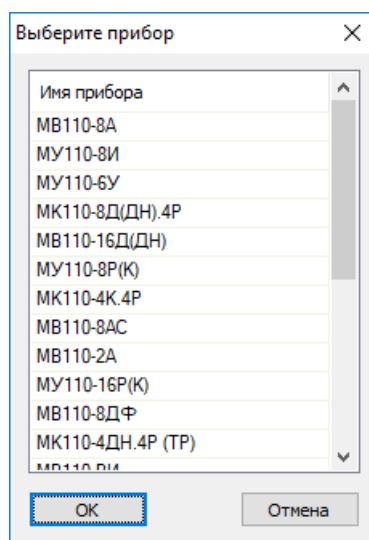 Выберите прибор
Имя прибора
МВ110-8А
МУ110-8И
МУ110-6У
МК110-8Д(ДН).4Р
МВ110-16Д(ДН)
МУ110-8Р(К)
МК110-4К.4Р
МВ110-8АС
МВ110-2А
МУ110-16Р(К)
МВ110-8ДФ
МК110-4ДН.4Р (ТР)
ОК
Отмена